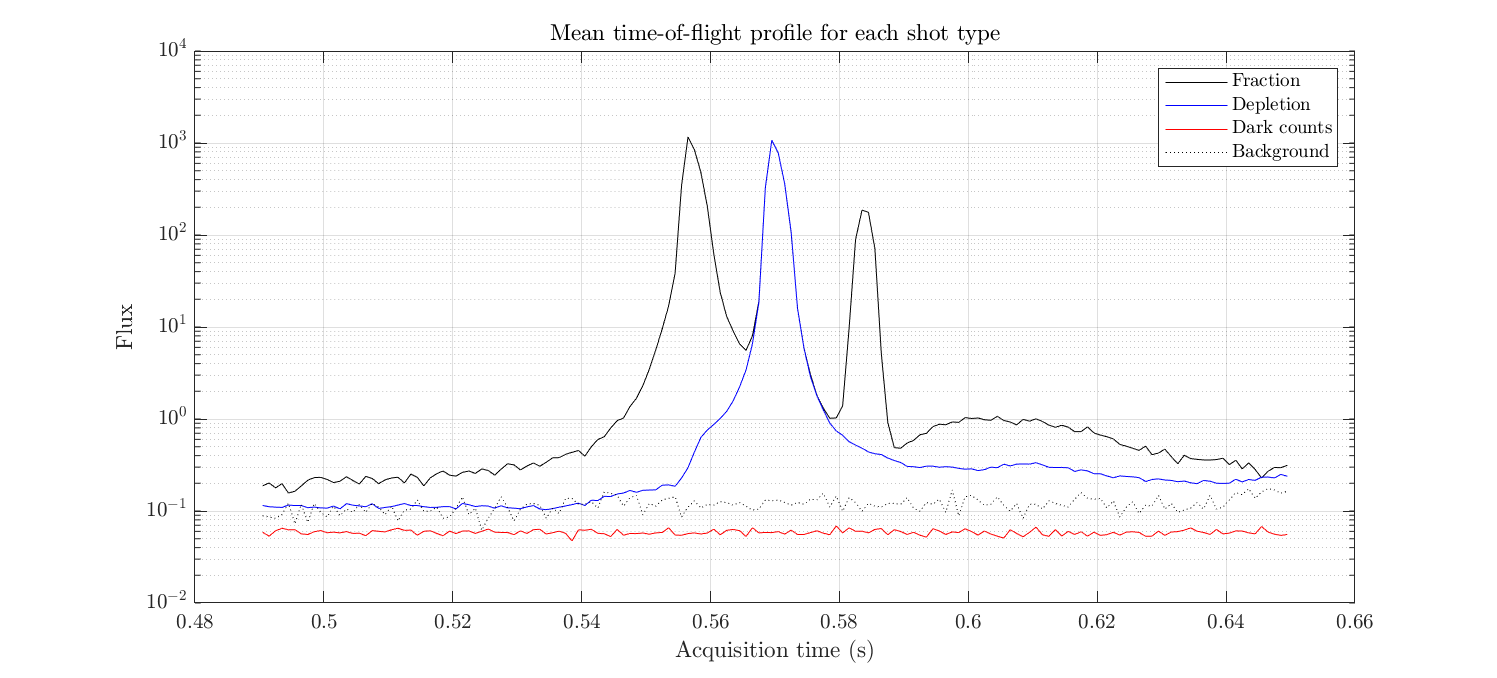 Mean time-of-flight profile for each shot type
10^4
10^3
10^2
10^1
10^0
10^-1
10^-2
Flux
Fraction
Depletion
Dark counts
Background
0.48 0.5 0.52 0.54 0.56 0.58 0.6 0.62 0.64 0.66
Acquisition time (s)